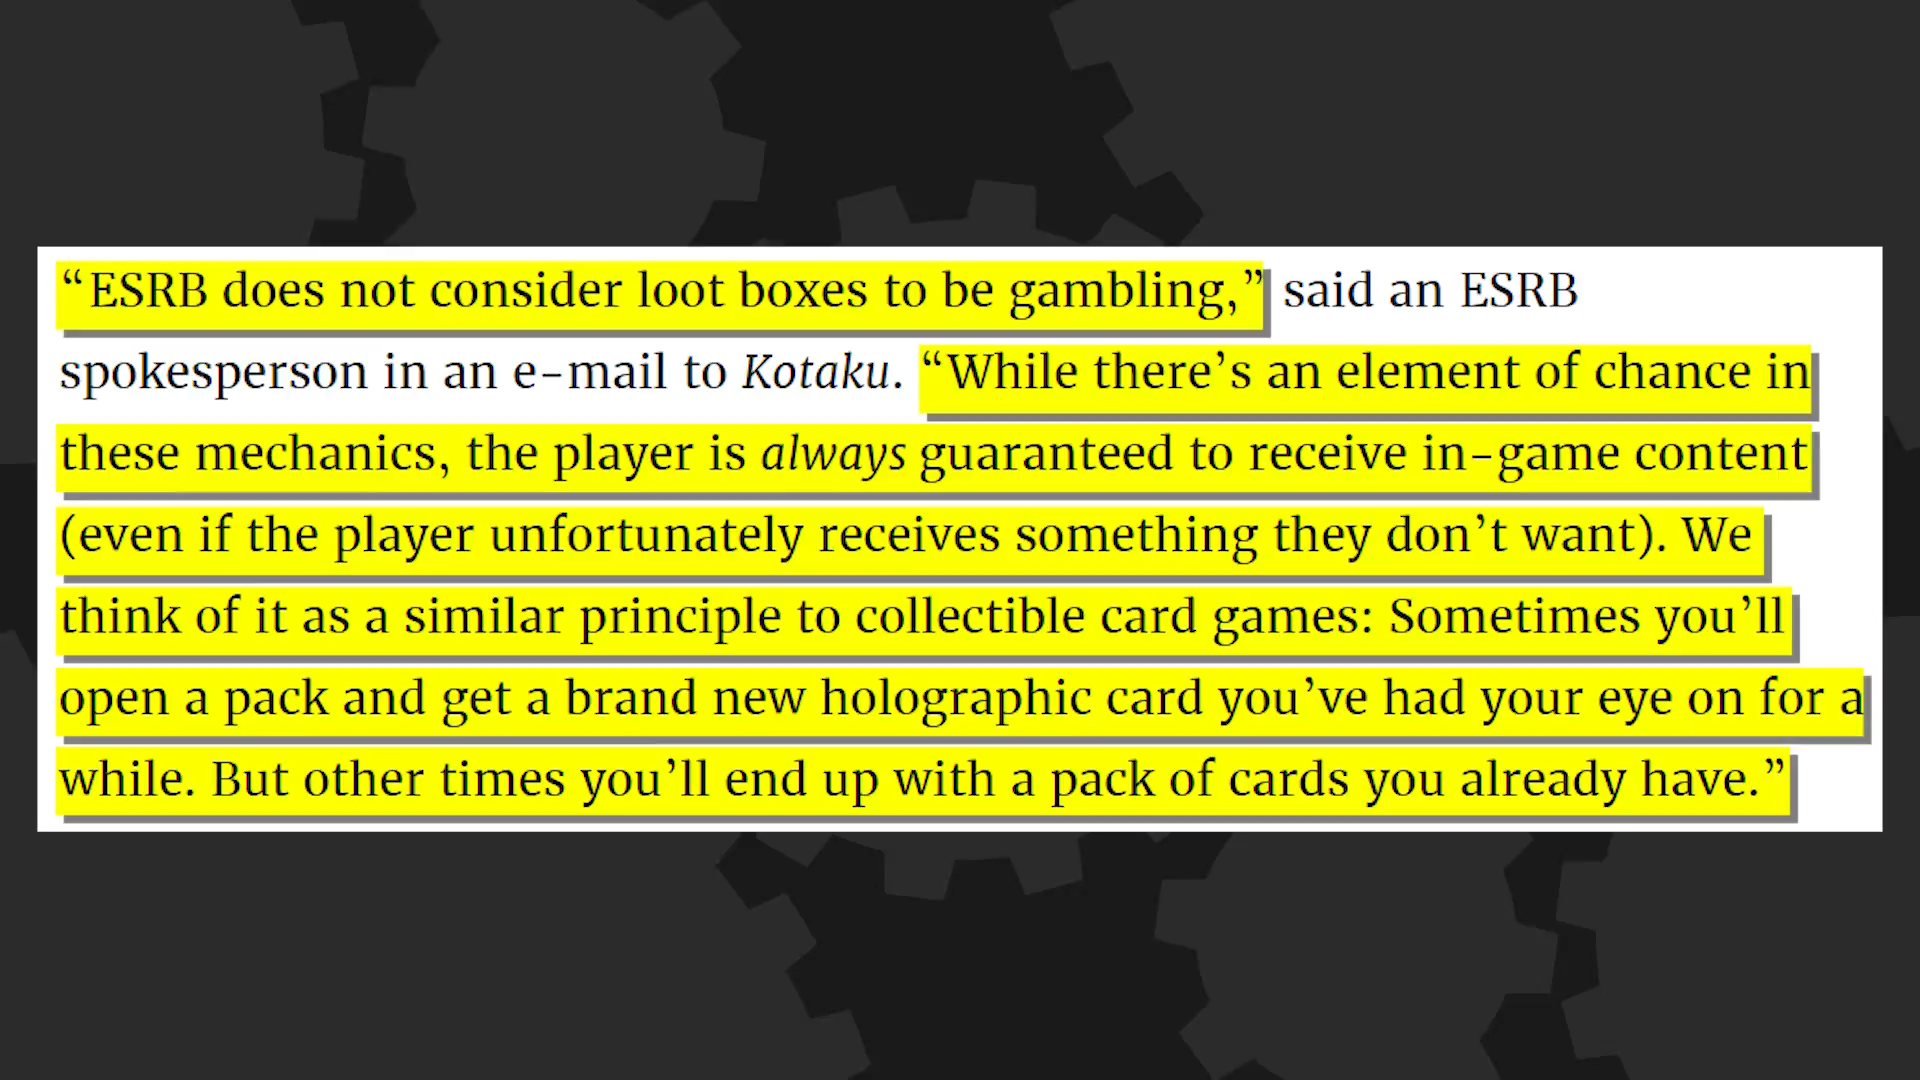 “ESRB does not consider loot boxes to be gambling,” said an ESRB
spokesperson in an e-mail to Kotaku. “While there’s an element of chance in
these mechanics, the player is always guaranteed to receive in-game content
(even if the player unfortunately receives something they don’t want). We
think of it as a similar principle to collectible card games: Sometimes you’ll
open a pack and get a brand new holographic card you’ve had your eye on for a
while. But other times you’ll end up with a pack of cards you already have.”